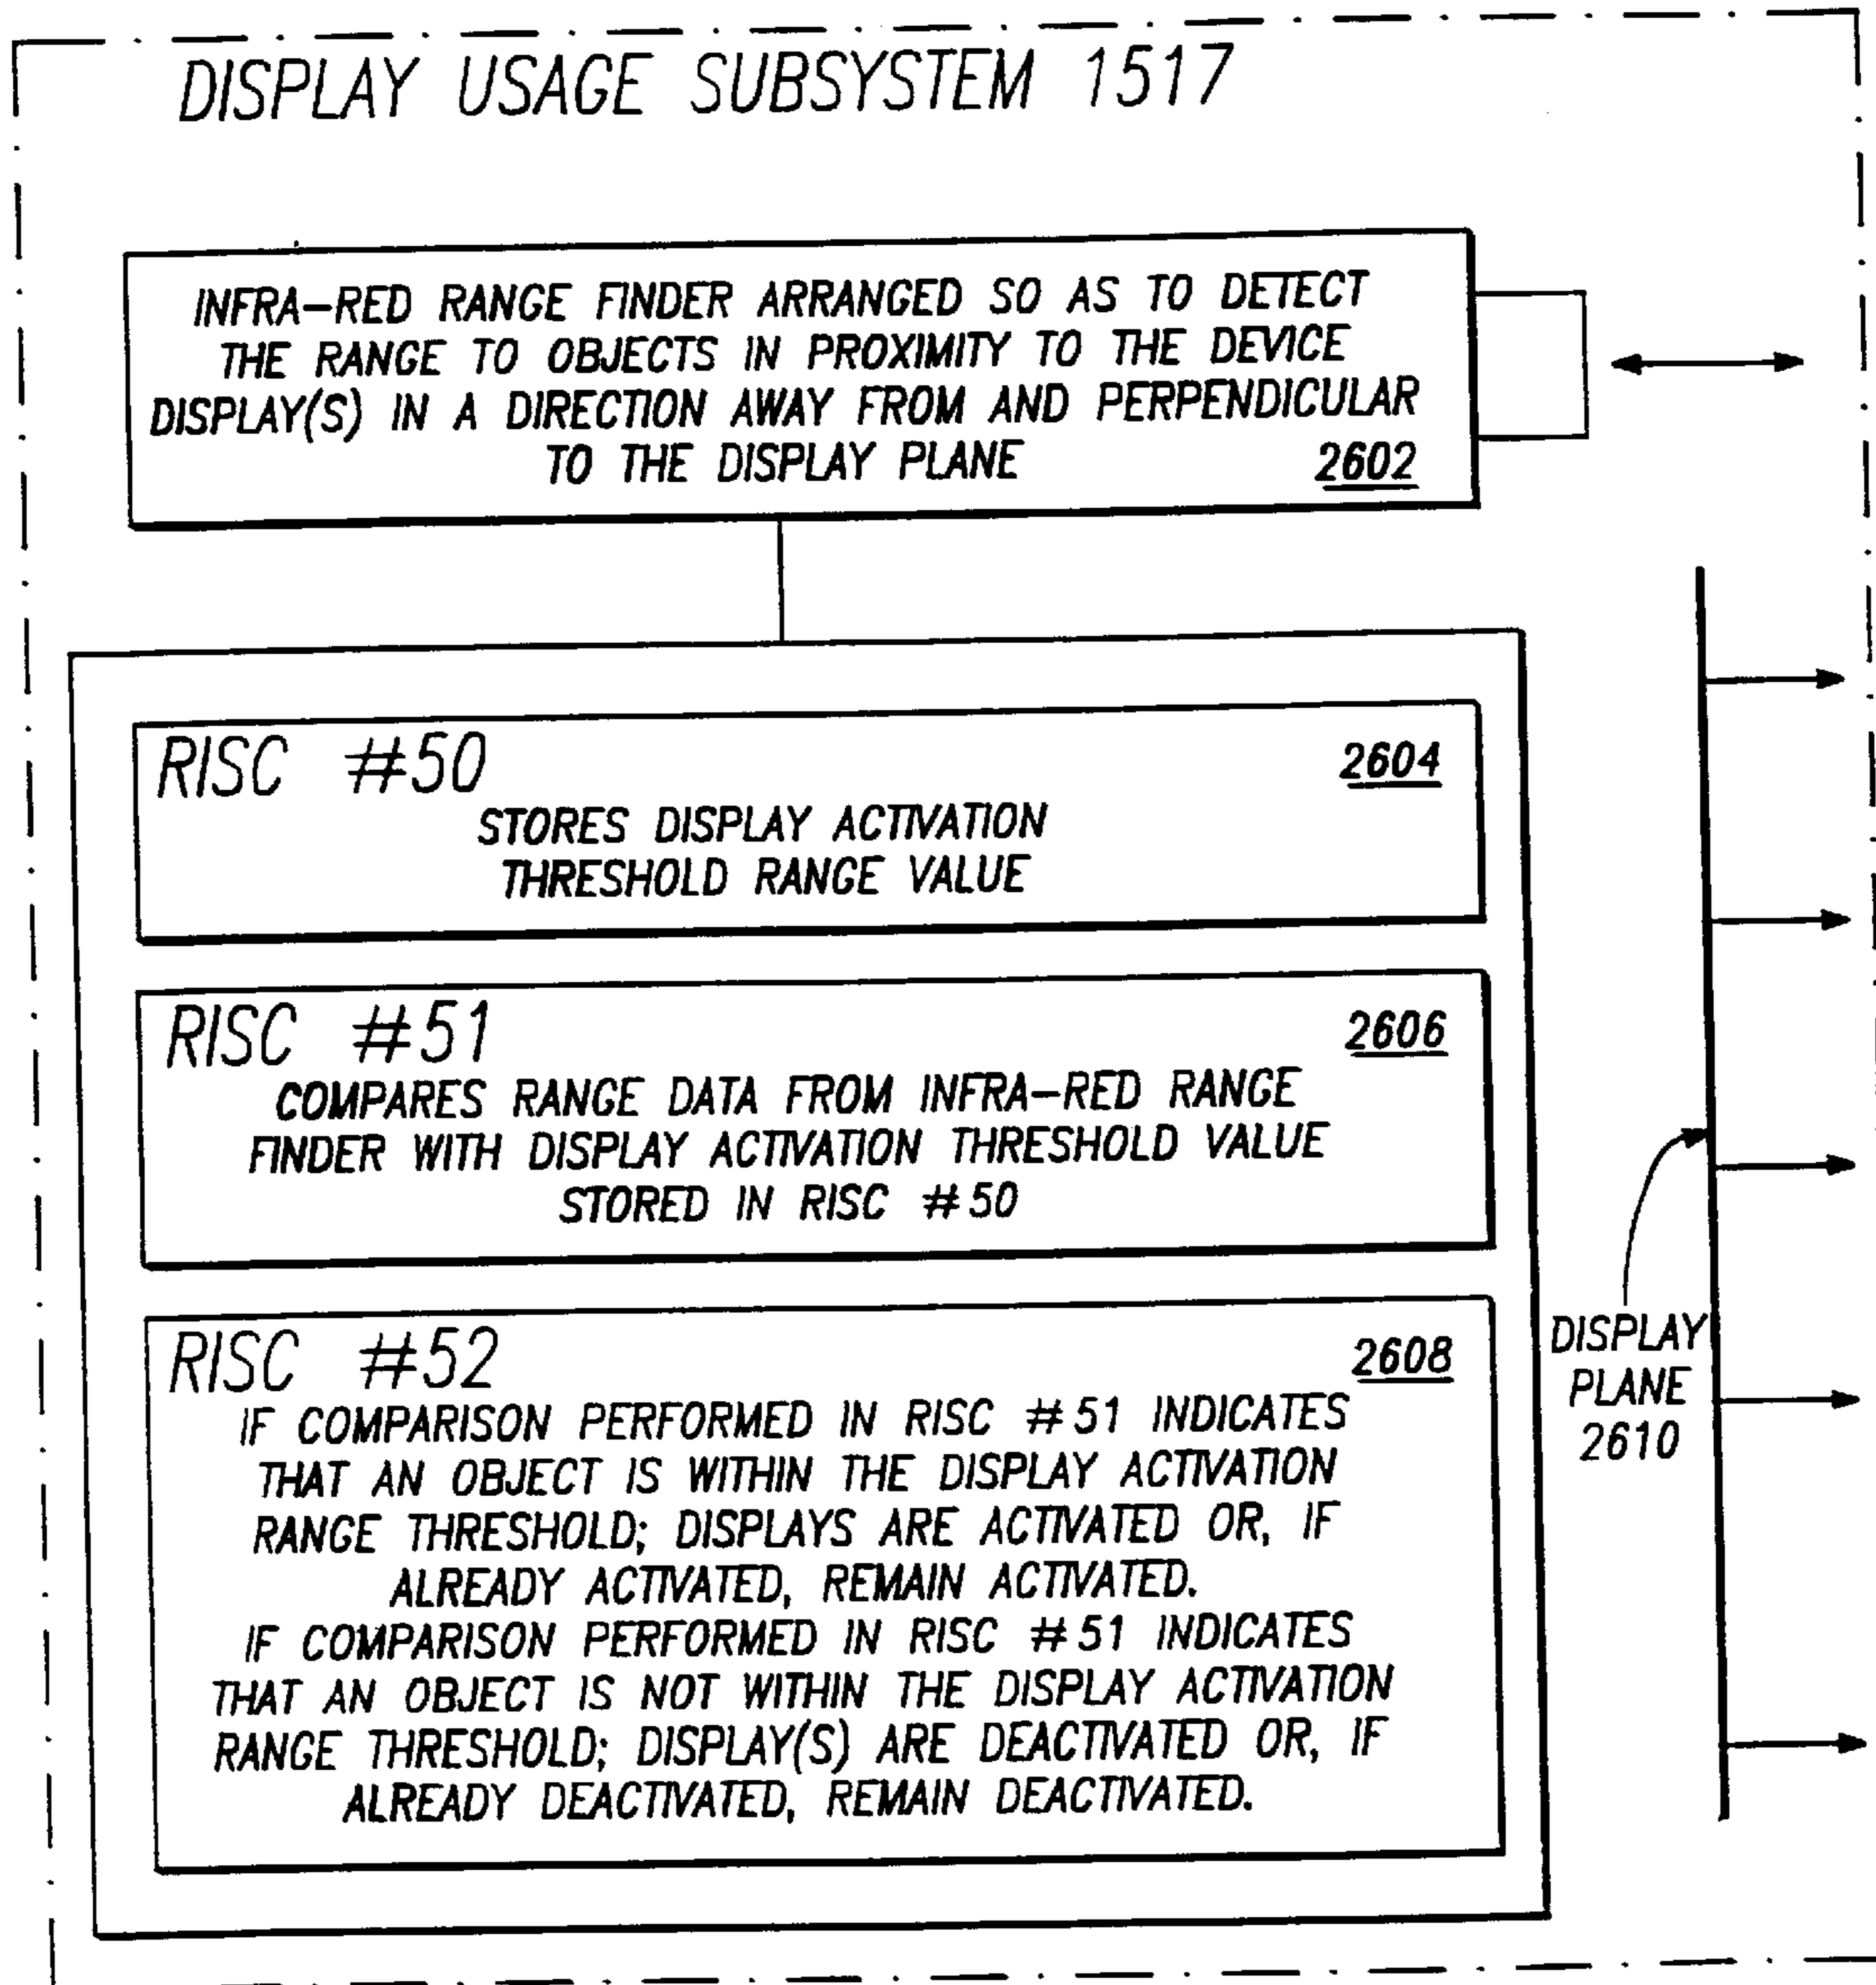 DISPLAY USAGE SUBSYSTEM 1517
INFRA-RED RANGE FINDER ARRANGED SO AS TO DETECT
THE RANGE TO OBJECTS IN PROXIMITY TO THE DEVICE
DISPLAY(S) IN A DIRECTION AWAY FROM AND PERPENDICULAR
TO THE DISPLAY PLANE 2602
RISC #50 2604
STORES DISPLAY ACTIVATION
THRESHOLD RANGE VALUE
RISC #51 2606
COMPARES RANGE DATA FROM INFRA-RED RANGE
FINDER WITH DISPLAY ACTIVATION THRESHOLD VALUE
STORED IN RISC #50
RISC #52 2608
IF COMPARISON PERFORMED IN RISC #51 INDICATES
THAT AN OBJECT IS WITHIN THE DISPLAY ACTIVATION
RANGE THRESHOLD; DISPLAYS ARE ACTIVATED OR, IF
ALREADY ACTIVATED, REMAIN ACTIVATED.
IF COMPARISON PERFORMED IN RISC #51 INDICATES
THAT AN OBJECT IS NOT WITHIN THE DISPLAY ACTIVATION
RANGE THRESHOLD; DISPLAY(S) ARE DEACTIVATED OR, IF
ALREADY DEACTIVATED, REMAIN DEACTIVATED.
DISPLAY
PLANE
2610